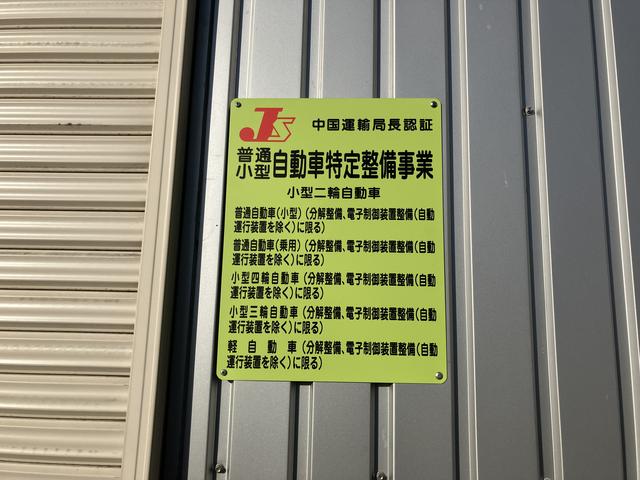 JS 中国運輸局長認証
普通
小型 自動車特定整備事業
小型二輪自動車
普通自動車(小型)(分解整備、電子制御装置整備(自動
運行装置を除く)に限る)
普通自動車(乗用)(分解整備、電子制御装置整備(自動
運行装置を除く)に限る)
小型四輪自動車(分解整備、電子制御装置整備(自動
運行装置を除く)に限る)
小型三輪自動車(分解整備、電子制御装置整備(自動
運行装置を除く)に限る)
軽自動車(分解整備、電子制御装置整備(自動
運行装置を除く)に限る)